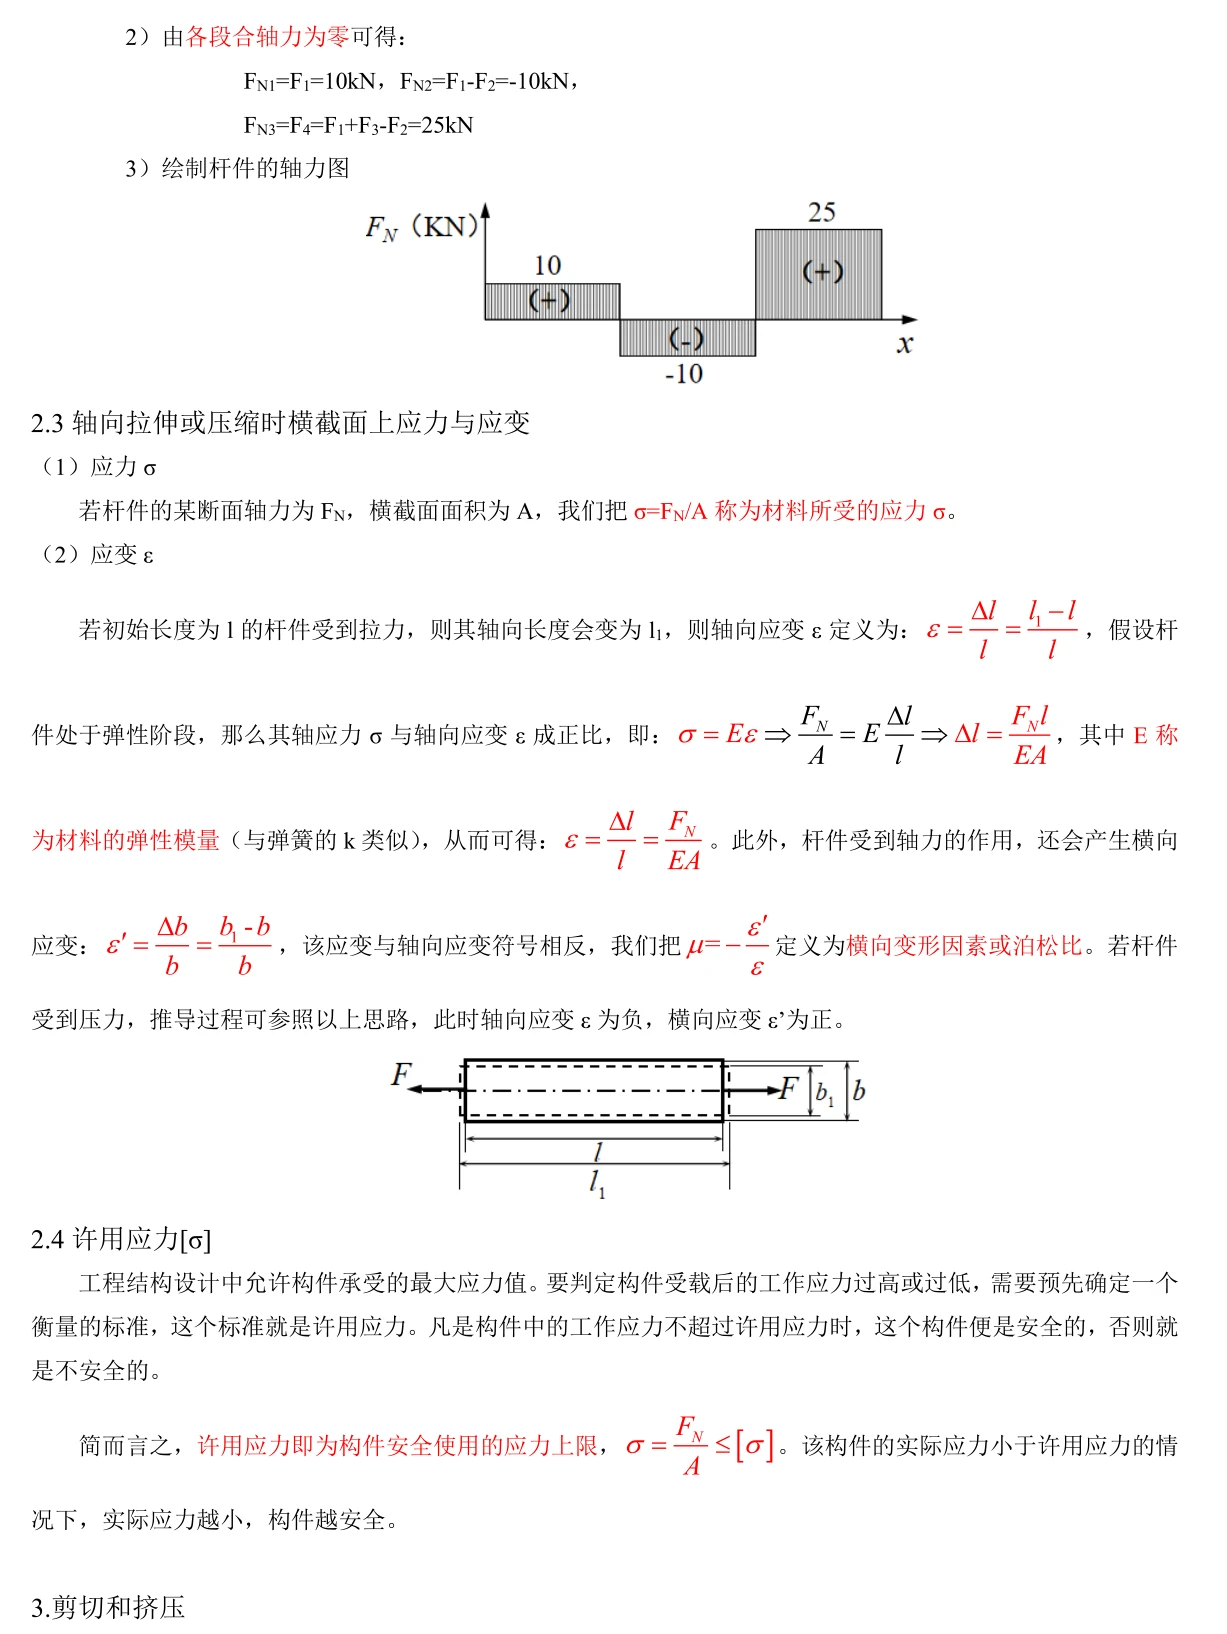 2）由各段合轴力为零可得：
FN1=F1=10kN，FN2=F1-F2=-10kN，
FN3=F4=F1+F3-F2=25kN
3）绘制杆件的轴力图
FN（KN）
25
10
(+)
(+)
(-)
x
-10
2.3 轴向拉伸或压缩时横截面上应力与应变
（1）应力 σ
若杆件的某断面轴力为 FN，横截面面积为 A，我们把 σ=FN/A 称为材料所受的应力 σ。
（2）应变 ε
若初始长度为 l 的杆件受到拉力，则其轴向长度会变为 l1，则轴向应变 ε 定义为：ε = Δl/l = (l1−l)/l，假设杆
件处于弹性阶段，那么其轴应力 σ 与轴向应变 ε 成正比，即：σ = Eε ⇒ FN/A = E Δl/l ⇒ Δl = FNl/EA，其中 E 称
为材料的弹性模量（与弹簧的 k 类似），从而可得：ε = Δl/l = FN/EA。此外，杆件受到轴力的作用，还会产生横向
应变：ε′ = Δb/b = (b1-b)/b，该应变与轴向应变符号相反，我们把 μ=−ε′/ε 定义为横向变形因素或泊松比。若杆件
受到压力，推导过程可参照以上思路，此时轴向应变 ε 为负，横向应变 ε’为正。
F
F
b1
b
l
l1
2.4 许用应力[σ]
工程结构设计中允许构件承受的最大应力值。要判定构件受载后的工作应力过高或过低，需要预先确定一个
衡量的标准，这个标准就是许用应力。凡是构件中的工作应力不超过许用应力时，这个构件便是安全的，否则就
是不安全的。
简而言之，许用应力即为构件安全使用的应力上限，σ = FN/A ≤ [σ]。该构件的实际应力小于许用应力的情
况下，实际应力越小，构件越安全。
3.剪切和挤压